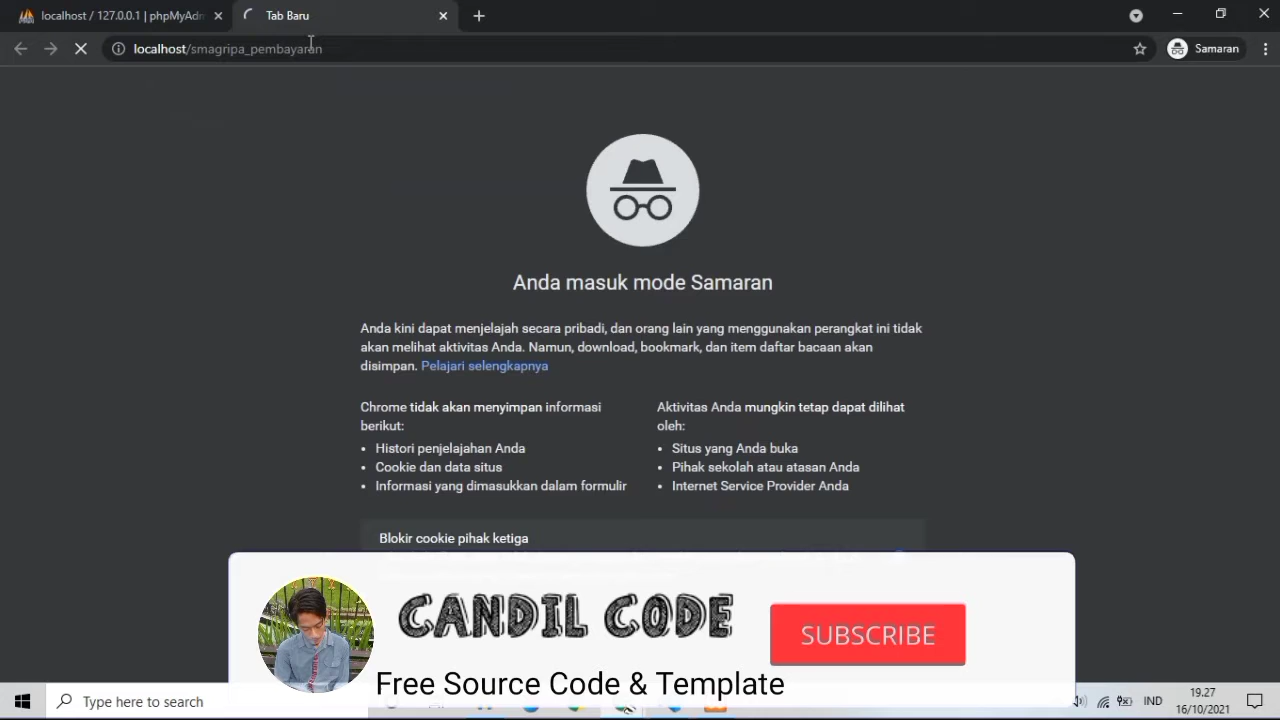 localhost / 127.0.0.1 | phpMyAdm
Tab Baru
localhost/smagripa_pembayaran
Samaran
Anda masuk mode Samaran
Anda kini dapat menjelajah secara pribadi, dan orang lain yang menggunakan perangkat ini tidak
akan melihat aktivitas Anda. Namun, download, bookmark, dan item daftar bacaan akan
disimpan. Pelajari selengkapnya
Chrome tidak akan menyimpan informasi
berikut:
• Histori penjelajahan Anda
• Cookie dan data situs
• Informasi yang dimasukkan dalam formulir
Aktivitas Anda mungkin tetap dapat dilihat
oleh:
• Situs yang Anda buka
• Pihak sekolah atau atasan Anda
• Internet Service Provider Anda
Blokir cookie pihak ketiga
CANDIL CODE
SUBSCRIBE
Free Source Code & Template
Type here to search
IND
19.27
16/10/2021